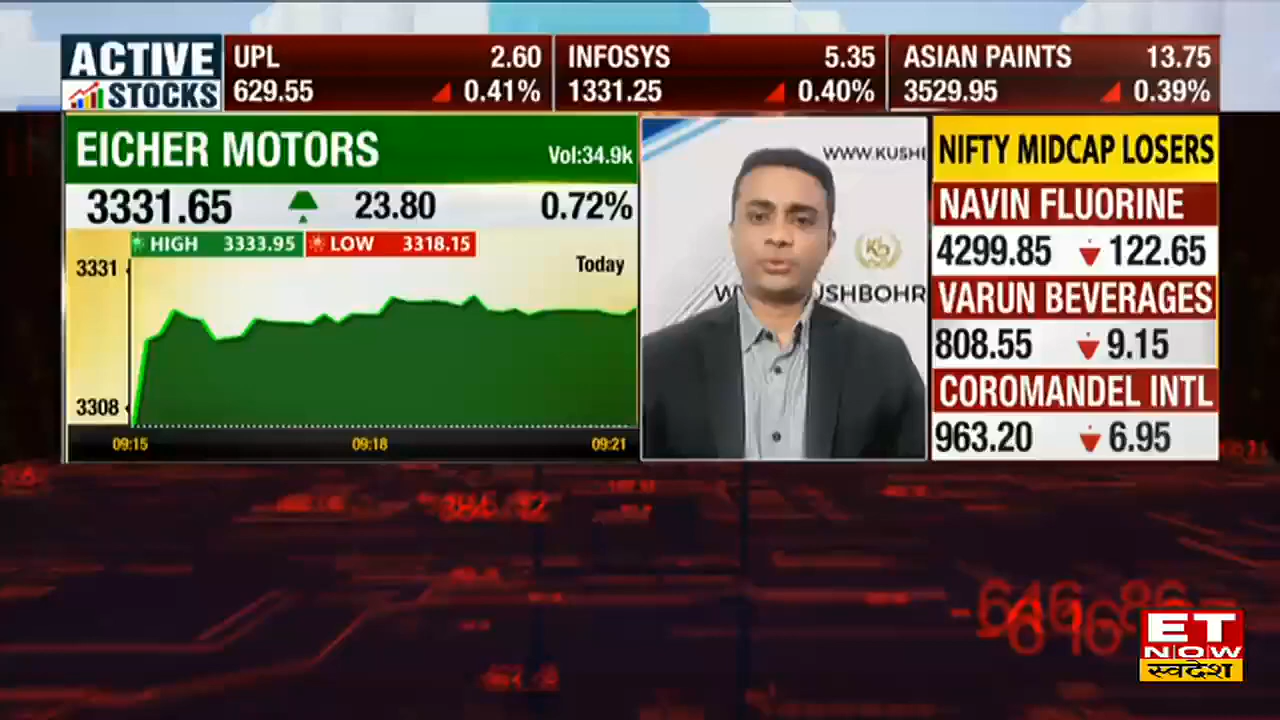 ACTIVE STOCKS
UPL 2.60
629.55 0.41%
INFOSYS 5.35
1331.25 0.40%
ASIAN PAINTS 13.75
3529.95 0.39%
EICHER MOTORS Vol:34.9k
3331.65 23.80 0.72%
HIGH 3333.95 LOW 3318.15
3331 Today
3308
09:15 09:18 09:21
WWW.KUSHE
Kb
USHBOHR
NIFTY MIDCAP LOSERS
NAVIN FLUORINE
4299.85 122.65
VARUN BEVERAGES
808.55 9.15
COROMANDEL INTL
963.20 6.95
ET
NOW
स्वदेश